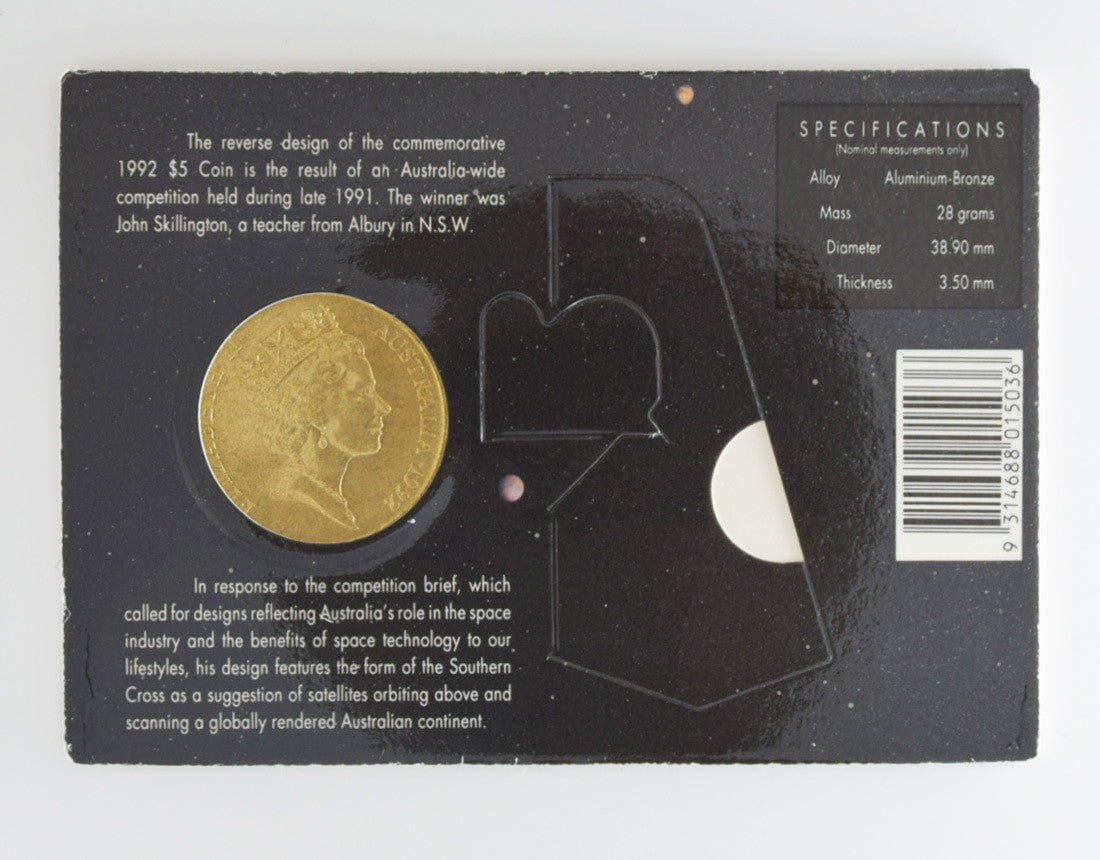 The reverse design of the commemorative
1992 $5 Coin is the result of an Australia-wide
competition held during late 1991. The winner was
John Skillington, a teacher from Albury in N.S.W.
SPECIFICATIONS
(Nominal measurements only)
Alloy Aluminium-Bronze
Mass 28 grams
Diameter 38.90 mm
Thickness 3.50 mm
AUSTRALIA 1992
9 314688 015036
In response to the competition brief, which
called for designs reflecting Australia's role in the space
industry and the benefits of space technology to our
lifestyles, his design features the form of the Southern
Cross as a suggestion of satellites orbiting above and
scanning a globally rendered Australian continent.